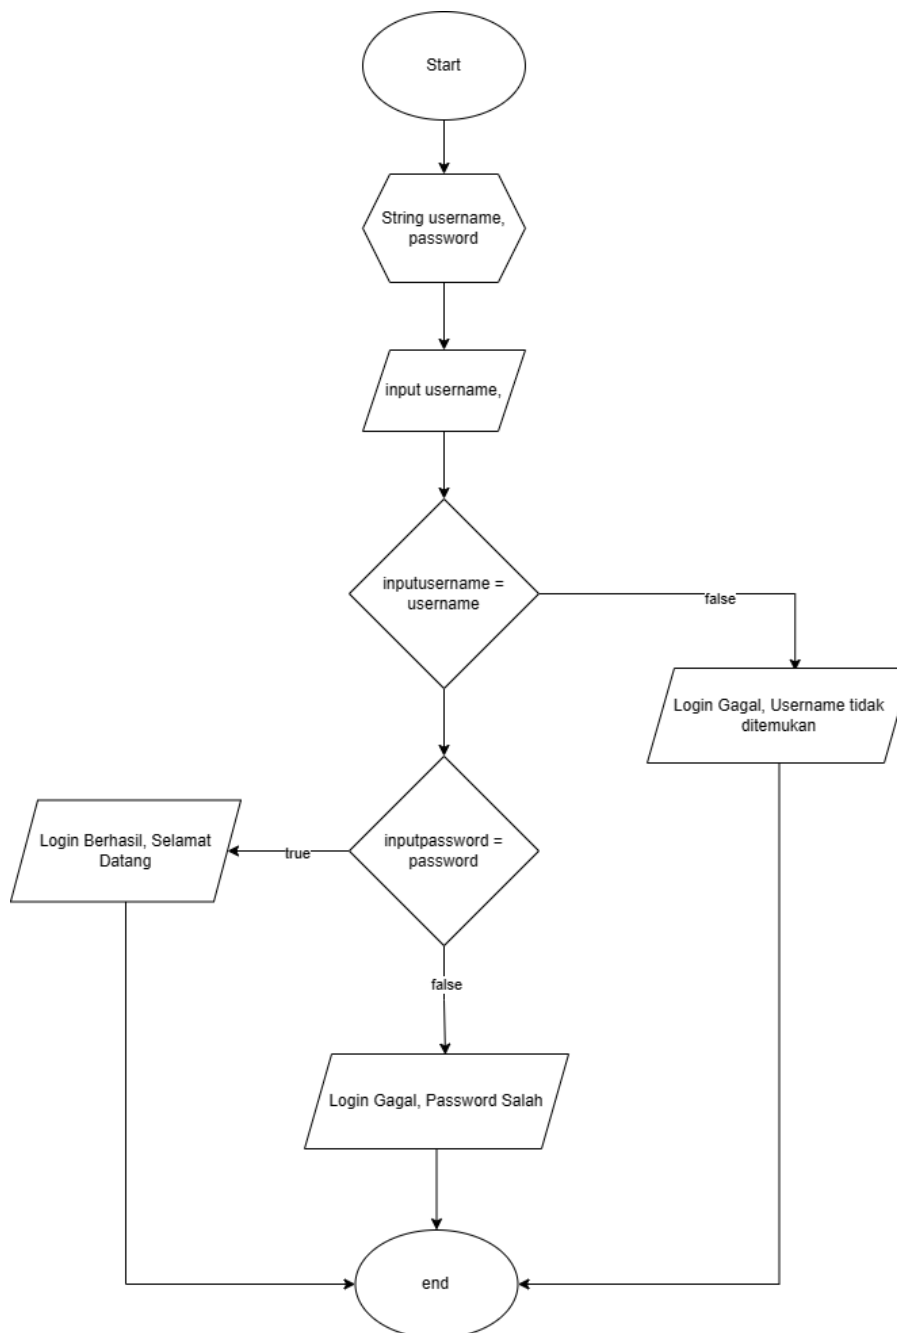 Start
String username,
password
input username,
inputusername =
username
false
Login Gagal, Username tidak
ditemukan
inputpassword =
password
true
Login Berhasil, Selamat
Datang
false
Login Gagal, Password Salah
end